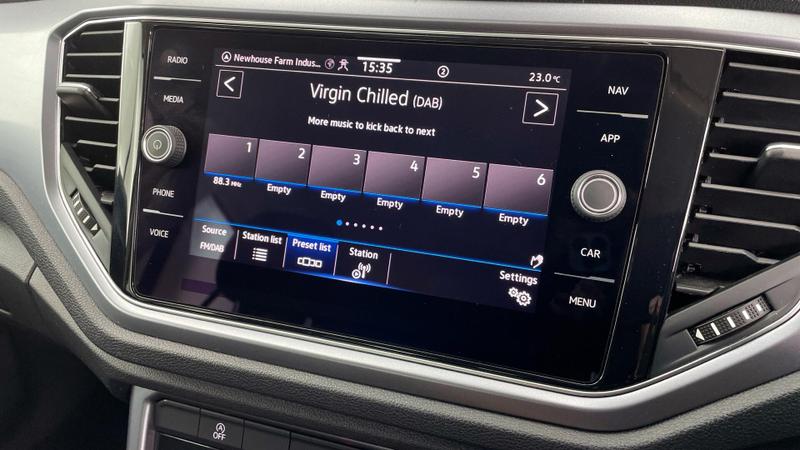 RADIO
MEDIA
PHONE
VOICE
Newhouse Farm Indus...
15:35
2
23.0°C
Virgin Chilled (DAB)
More music to kick back to next
1
2
3
4
5
6
88.3 MHz
Empty
Empty
Empty
Empty
Empty
Source
FM/DAB
Station list
Preset list
Station
Settings
NAV
APP
CAR
MENU
A
OFF